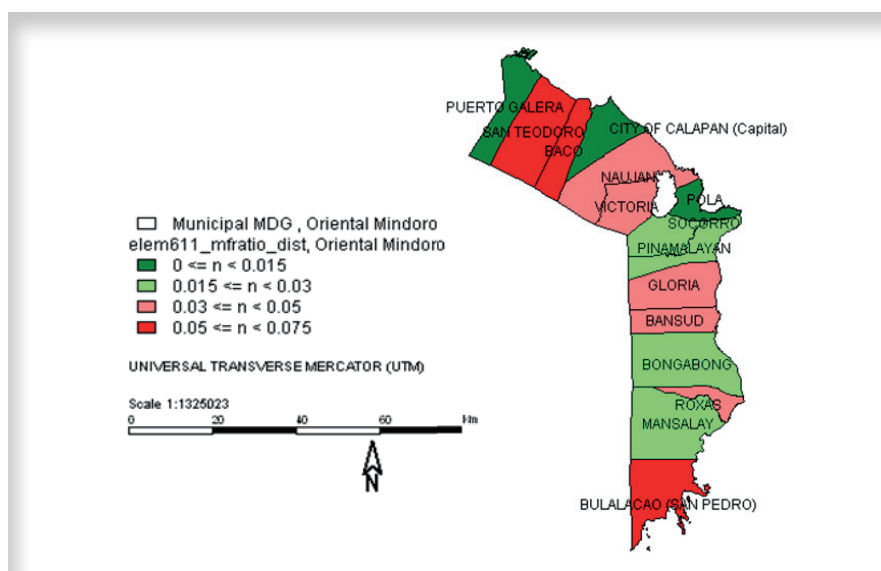 PUERTO GALERA
SAN TEODORO
BACO
CITY OF CALAPAN (Capital)
NAUJAN
VICTORIA
POLA
SOCORRO
PINAMALAYAN
GLORIA
BANSUD
BONGABONG
ROXAS
MANSALAY
BULALACAO (SAN PEDRO)
Municipal MDG , Oriental Mindoro
elem611_mfratio_dist, Oriental Mindoro
0 <= n < 0.015
0.015 <= n < 0.03
0.03 <= n < 0.05
0.05 <= n < 0.075
UNIVERSAL TRANSVERSE MERCATOR (UTM)
Scale 1:1325023
0 20 40 60 Km
N